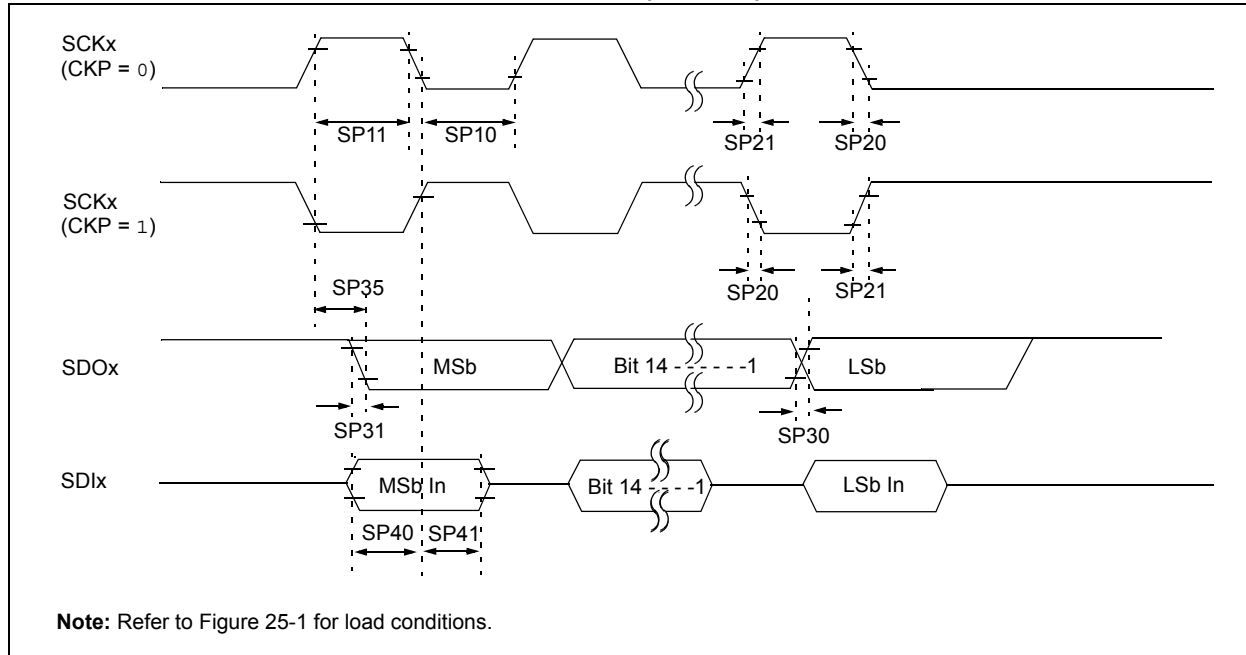 SCKx
(CKP = 0)
SP11
SP10
SP21
SP20
SCKx
(CKP = 1)
SP35
SP20
SP21
SDOx
MSb
Bit 14 - - - - - -1
LSb
SP31
SP30
SDIx
MSb In
Bit 14 - - - -1
LSb In
SP40
SP41
Note: Refer to Figure 25-1 for load conditions.